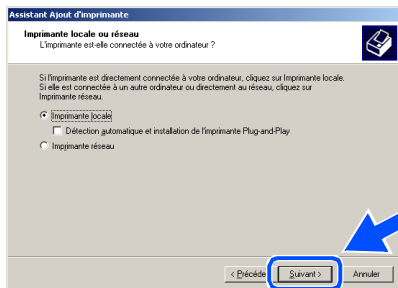 Assistant Ajout d'imprimante
Imprimante locale ou réseau
L'imprimante est-elle connectée à votre ordinateur ?
Si l'imprimante est directement connectée à votre ordinateur, cliquez sur Imprimante locale.
Si elle est connectée à un autre ordinateur ou directement au réseau, cliquez sur
Imprimante réseau.
Imprimante locale
Détection automatique et installation de l'imprimante Plug-and-Play
Imprimante réseau
< Précéde Suivant > Annuler